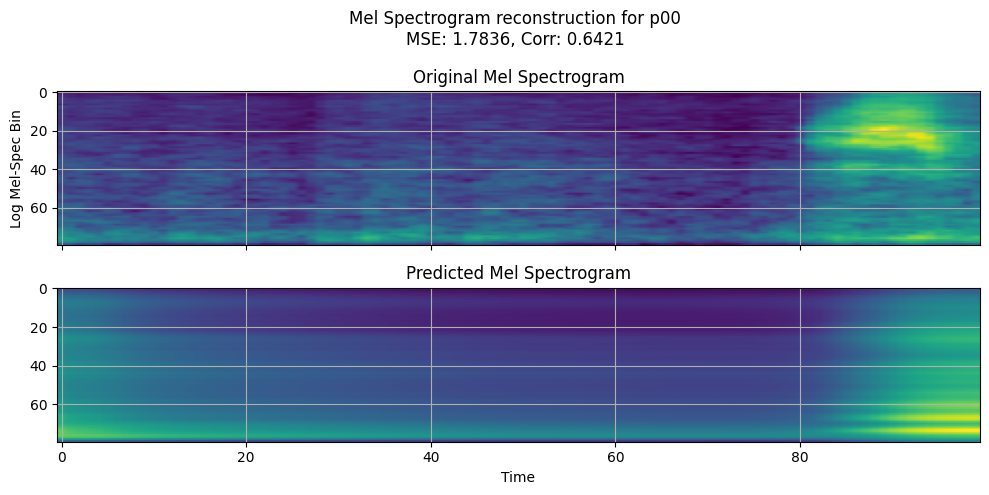 Mel Spectrogram reconstruction for p00
MSE: 1.7836, Corr: 0.6421
Original Mel Spectrogram
0
20
40
60
Log Mel-Spec Bin
Predicted Mel Spectrogram
0
20
40
60
0 20 40 60 80
Time